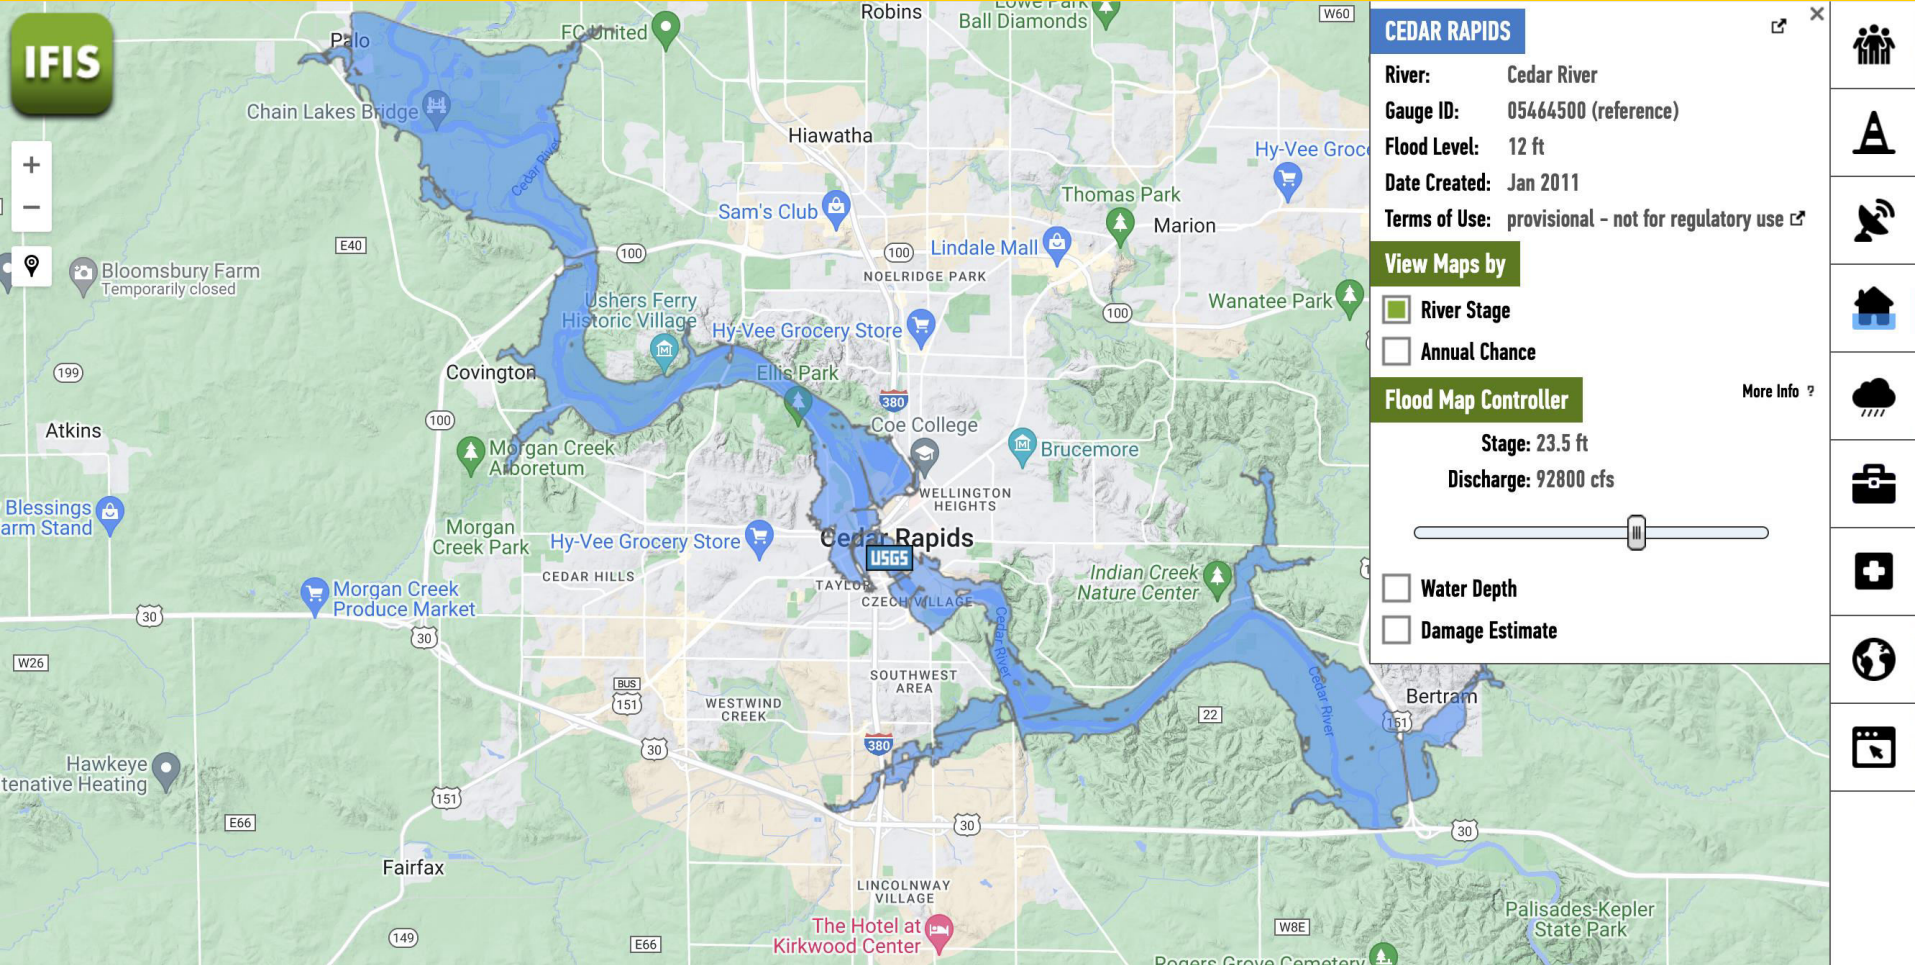 IFIS
+
−
Palo
FC United
Robins
Lowe Park
Ball Diamonds
W60
Chain Lakes Bridge
Cedar River
Hiawatha
Hy-Vee Groce
Thomas Park
Sam's Club
Marion
E40
100
100
Lindale Mall
NOELRIDGE PARK
Bloomsbury Farm
Temporarily closed
Ushers Ferry
Historic Village
Wanatee Park
100
Hy-Vee Grocery Store
199
Covington
Ellis Park
380
100
Coe College
Atkins
Morgan Creek
Arboretum
Brucemore
WELLINGTON
HEIGHTS
Blessings
arm Stand
Morgan
Creek Park
Hy-Vee Grocery Store
Cedar Rapids
USGS
CEDAR HILLS
TAYLOR
CZECH VILLAGE
Indian Creek
Nature Center
Morgan Creek
Produce Market
30
30
Cedar River
W26
BUS
151
SOUTHWEST
AREA
WESTWIND
CREEK
22
Cedar River
Bertram
151
30
380
Hawkeye
tenative Heating
151
E66
30
30
Fairfax
LINCOLNWAY
VILLAGE
149
E66
The Hotel at
Kirkwood Center
W8E
Palisades-Kepler
State Park
Rogers Grove Cemetery
CEDAR RAPIDS
River: Cedar River
Gauge ID: 05464500 (reference)
Flood Level: 12 ft
Date Created: Jan 2011
Terms of Use: provisional - not for regulatory use
View Maps by
River Stage
Annual Chance
Flood Map Controller
More Info ?
Stage: 23.5 ft
Discharge: 92800 cfs
Water Depth
Damage Estimate